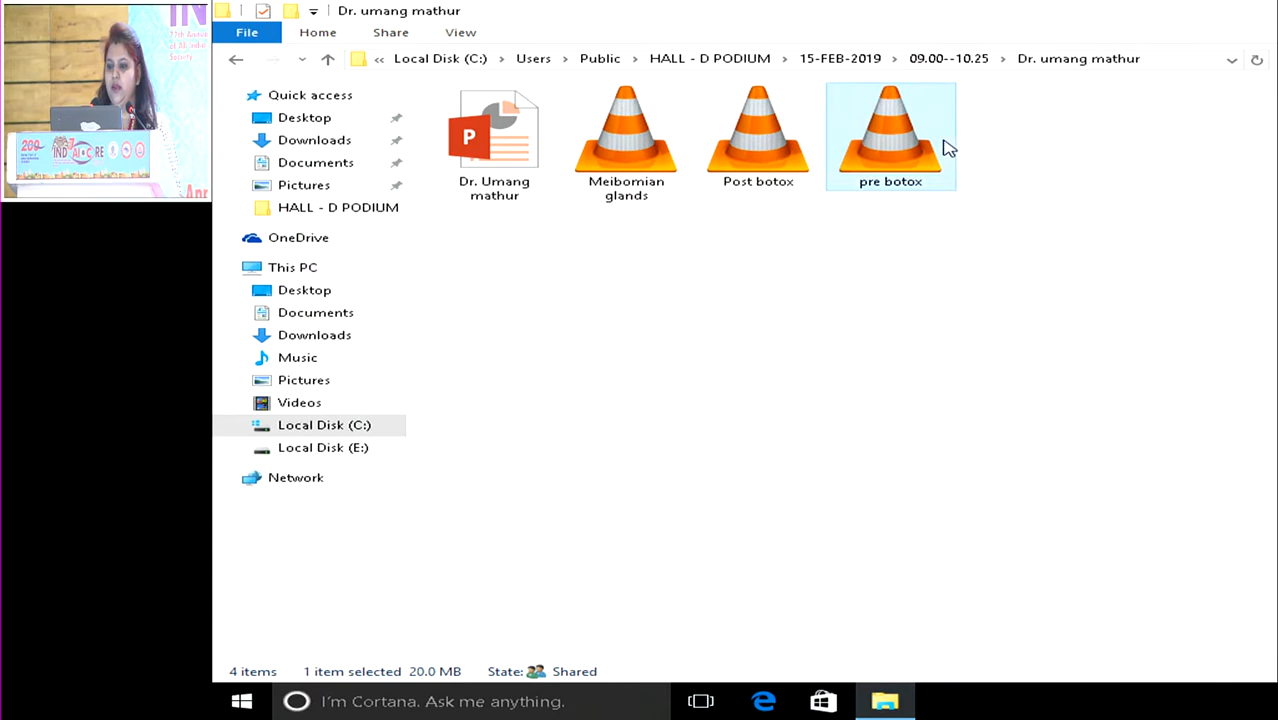 Dr. umang mathur
File Home Share View
« Local Disk (C:) › Users › Public › HALL - D PODIUM › 15-FEB-2019 › 09.00--10.25 › Dr. umang mathur
Quick access
Desktop
Downloads
Documents
Pictures
HALL - D PODIUM
OneDrive
This PC
Desktop
Documents
Downloads
Music
Pictures
Videos
Local Disk (C:)
Local Disk (E:)
Network
P
Dr. Umang
mathur
Meibomian
glands
Post botox
pre botox
4 items 1 item selected 20.0 MB State: Shared
I'm Cortana. Ask me anything.